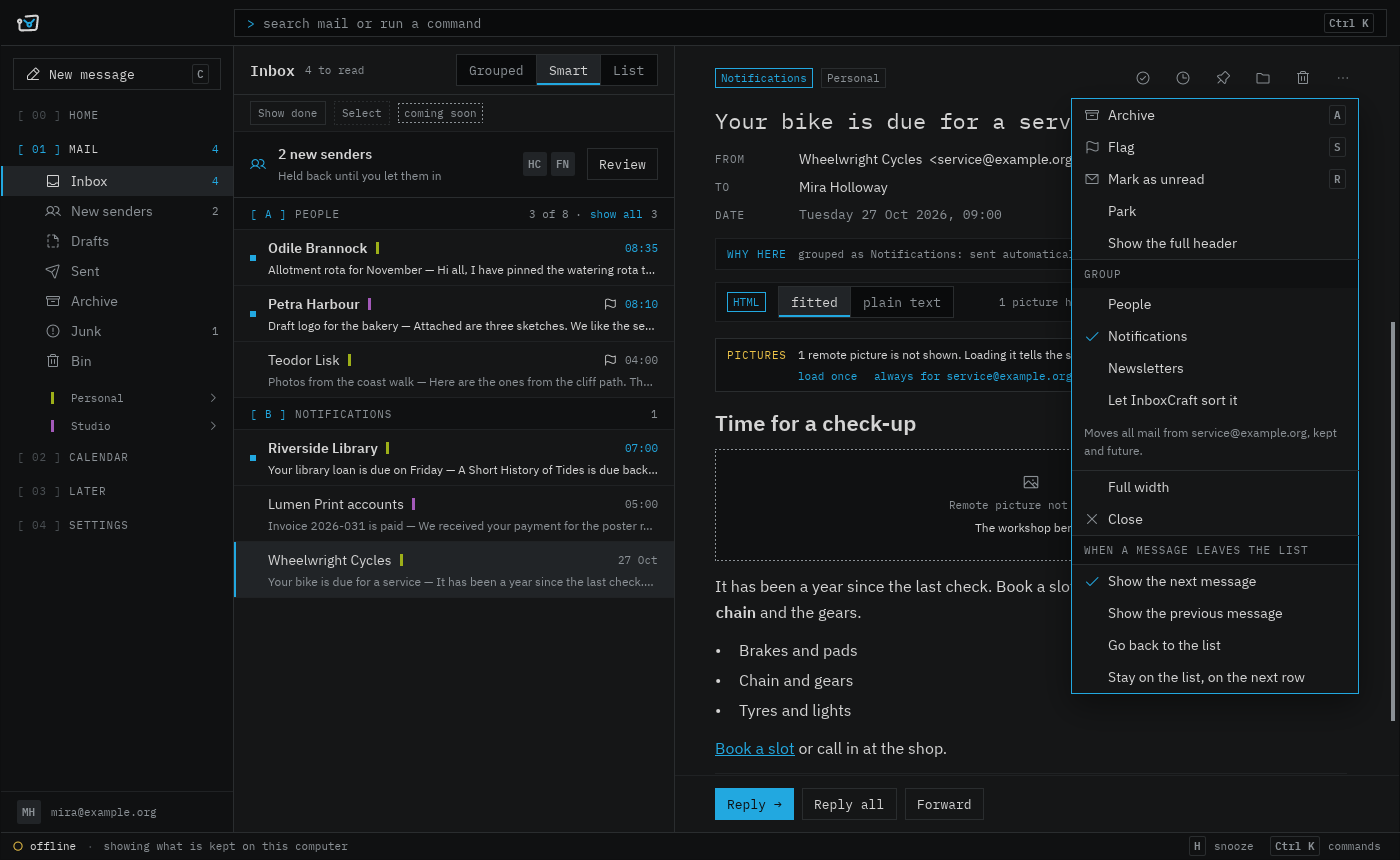 > search mail or run a command
Ctrl K
New message
C
[ 00 ] HOME
[ 01 ] MAIL 4
Inbox 4
New senders 2
Drafts
Sent
Archive
Junk 1
Bin
Personal
Studio
[ 02 ] CALENDAR
[ 03 ] LATER
[ 04 ] SETTINGS
MH mira@example.org
Inbox 4 to read
Grouped Smart List
Show done Select coming soon
2 new senders
Held back until you let them in
HC FN Review
[ A ] PEOPLE 3 of 8 · show all 3
Odile Brannock 08:35
Allotment rota for November — Hi all, I have pinned the watering rota t…
Petra Harbour 08:10
Draft logo for the bakery — Attached are three sketches. We like the se…
Teodor Lisk 04:00
Photos from the coast walk — Here are the ones from the cliff path. Th…
[ B ] NOTIFICATIONS 1
Riverside Library 07:00
Your library loan is due on Friday — A Short History of Tides is due back…
Lumen Print accounts 05:00
Invoice 2026-031 is paid — We received your payment for the poster r…
Wheelwright Cycles 27 Oct
Your bike is due for a service — It has been a year since the last check.…
Notifications Personal
Your bike is due for a serv
FROM Wheelwright Cycles <service@example.org
TO Mira Holloway
DATE Tuesday 27 Oct 2026, 09:00
WHY HERE grouped as Notifications: sent automatical
HTML fitted plain text 1 picture h
PICTURES 1 remote picture is not shown. Loading it tells the s
load once always for service@example.org
Time for a check-up
Remote picture not
The workshop ben
It has been a year since the last check. Book a slo
chain and the gears.
• Brakes and pads
• Chain and gears
• Tyres and lights
Book a slot or call in at the shop.
Reply → Reply all Forward
Archive A
Flag S
Mark as unread R
Park
Show the full header
GROUP
People
Notifications
Newsletters
Let InboxCraft sort it
Moves all mail from service@example.org, kept
and future.
Full width
Close
WHEN A MESSAGE LEAVES THE LIST
Show the next message
Show the previous message
Go back to the list
Stay on the list, on the next row
offline · showing what is kept on this computer
H snooze Ctrl K commands